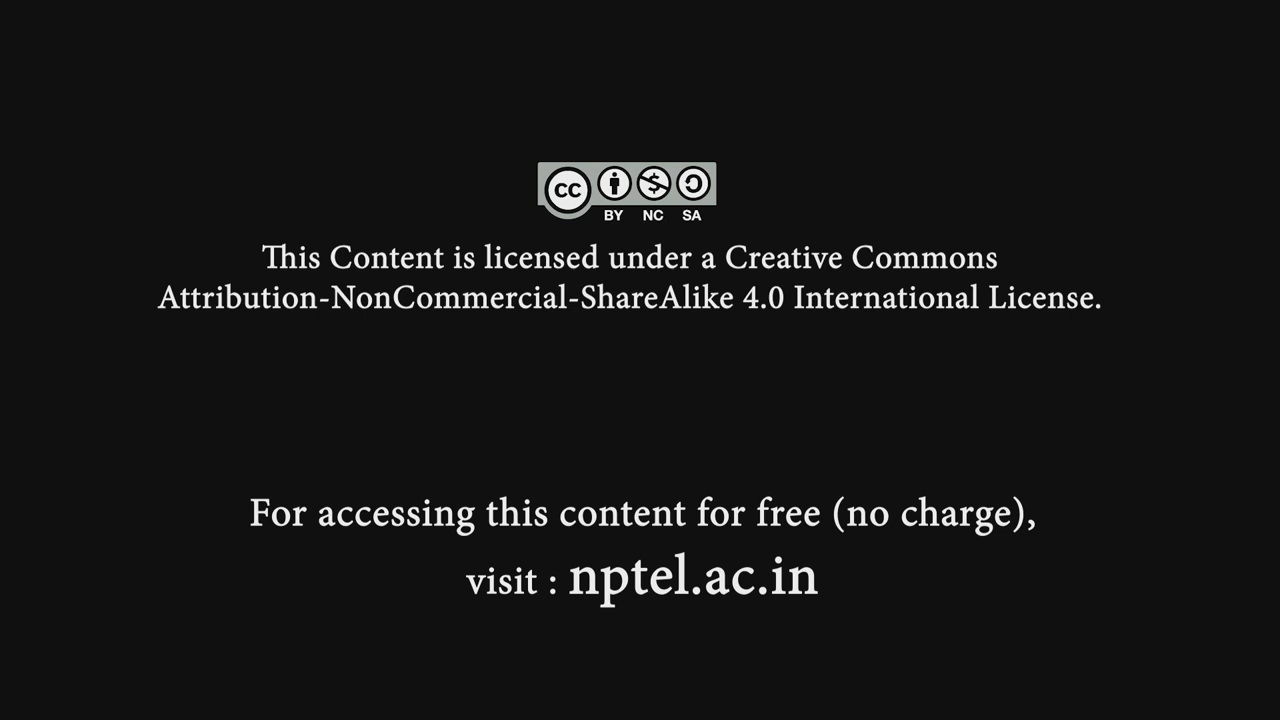 cc
BY NC SA
This Content is licensed under a Creative Commons
Attribution-NonCommercial-ShareAlike 4.0 International License.
For accessing this content for free (no charge),
visit : nptel.ac.in